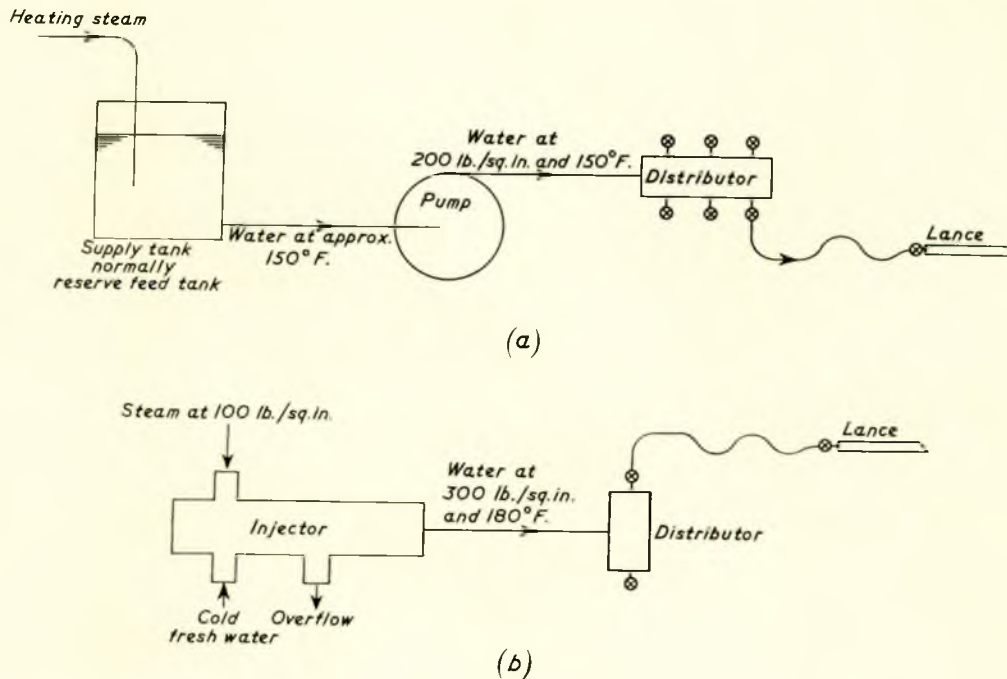 Heating steam
Water at
200 lb./sq.in. and 150°F.
Distributor
Pump
Lance
Supply tank
normally
reserve feed tank
Water at approx.
150°F.
(a)
Steam at 100 lb./sq.in.
Lance
Water at
300 lb./sq.in.
and 180°F.
Injector
Distributor
Cold
fresh water
Overflow
(b)